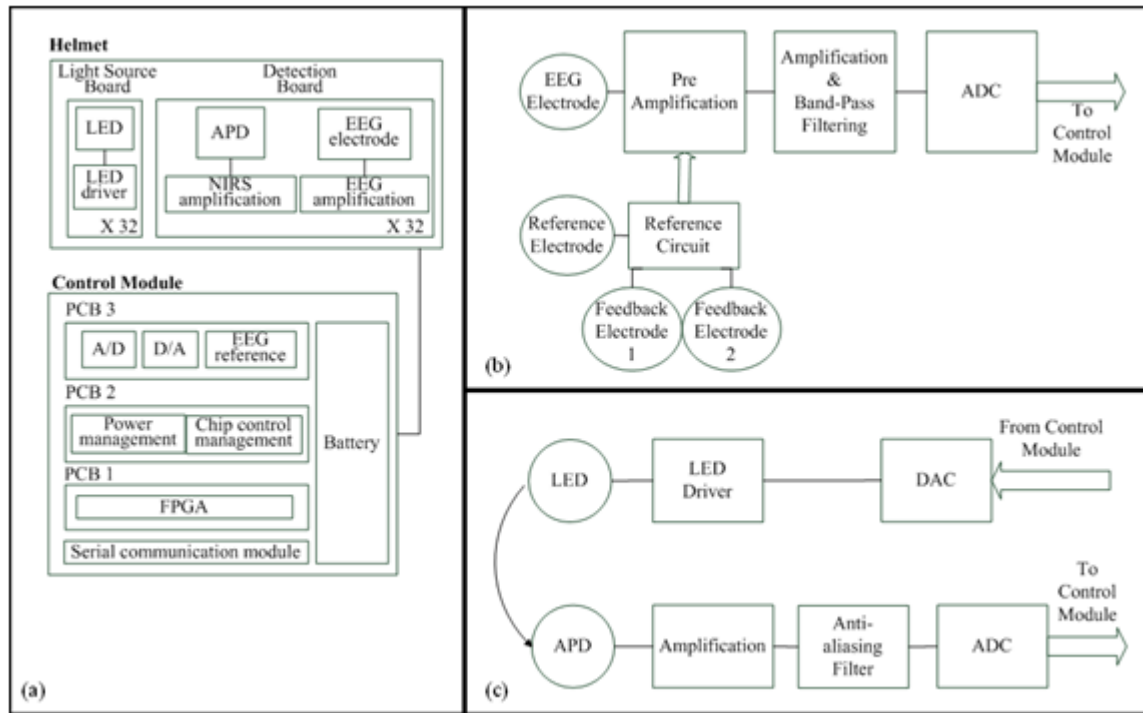 Helmet
Light Source
Board
LED
LED
driver
X 32
Detection
Board
APD
EEG
electrode
NIRS
amplification
EEG
amplification
X 32
Control Module
PCB 3
A/D
D/A
EEG
reference
PCB 2
Power
management
Chip control
management
PCB 1
FPGA
Serial communication module
Battery
(a)
EEG
Electrode
Pre
Amplification
Amplification
&
Band-Pass
Filtering
ADC
To
Control
Module
Reference
Electrode
Reference
Circuit
Feedback
Electrode
1
Feedback
Electrode
2
(b)
LED
LED
Driver
DAC
From Control
Module
APD
Amplification
Anti-
aliasing
Filter
ADC
To
Control
Module
(c)